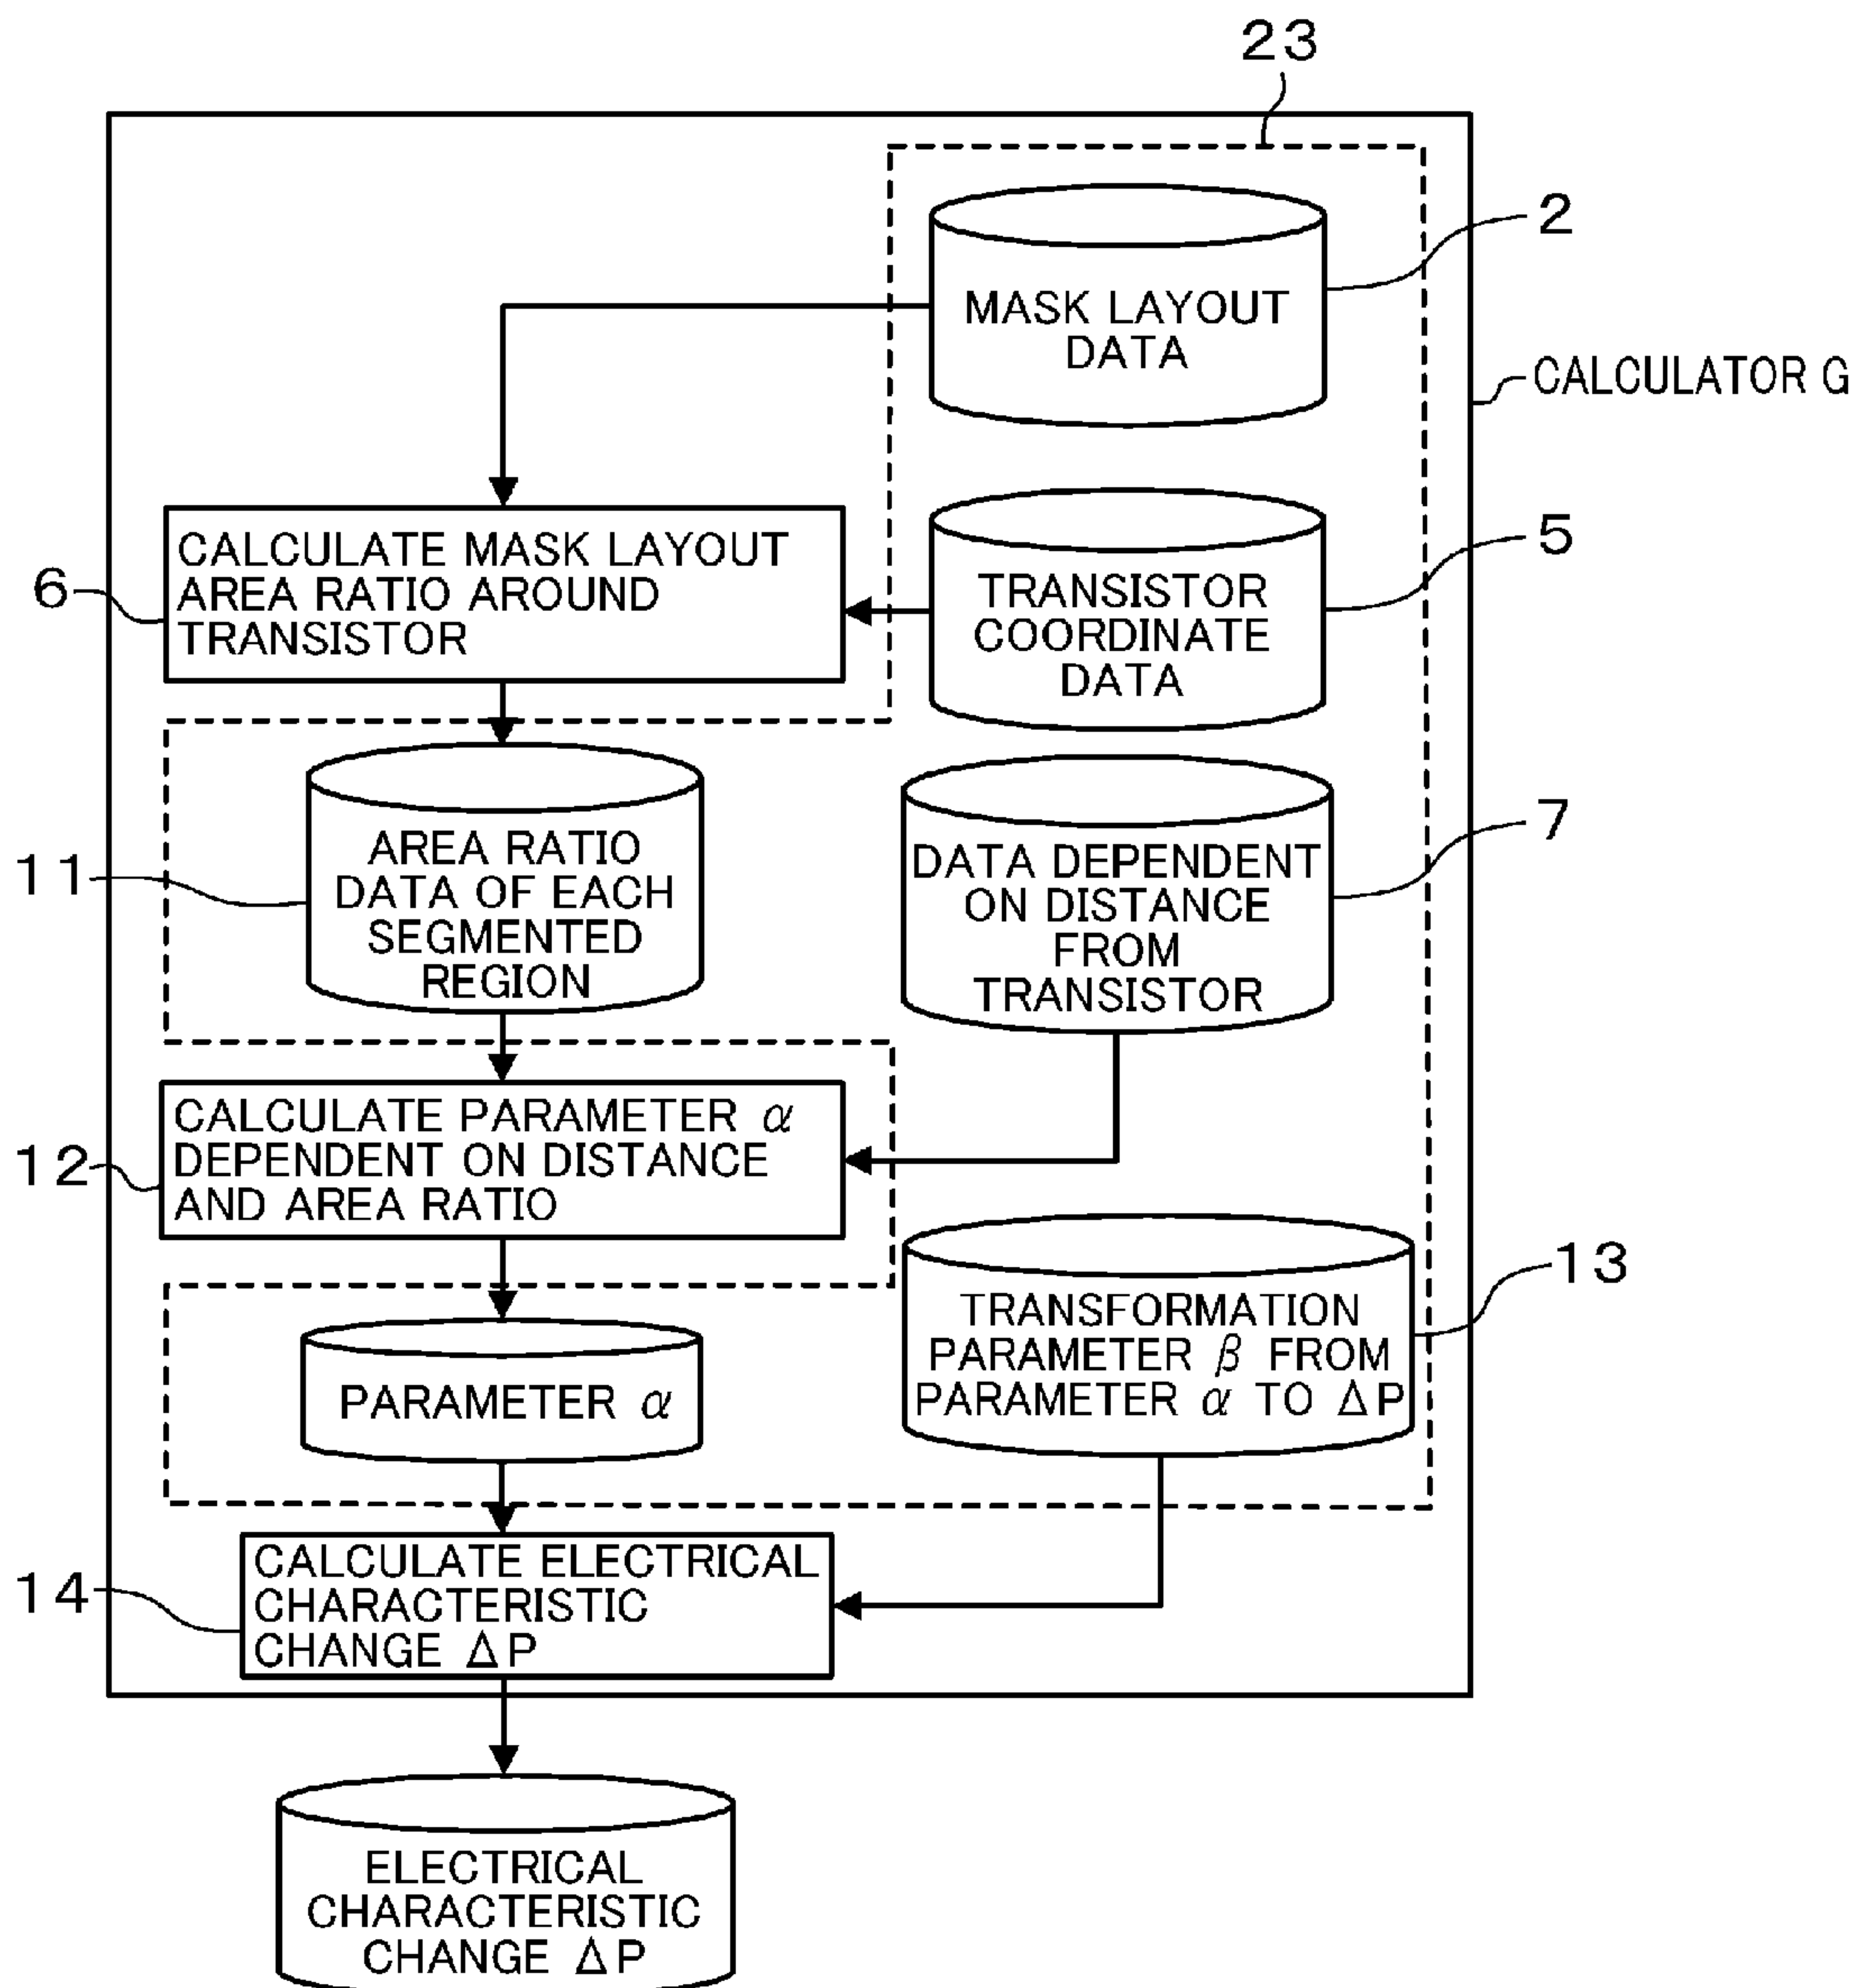 23
MASK LAYOUT
DATA
2
CALCULATOR G
CALCULATE MASK LAYOUT
AREA RATIO AROUND
TRANSISTOR
6
TRANSISTOR
COORDINATE
DATA
5
AREA RATIO
DATA OF EACH
SEGMENTED
REGION
11
DATA DEPENDENT
ON DISTANCE
FROM
TRANSISTOR
7
CALCULATE PARAMETER α
DEPENDENT ON DISTANCE
AND AREA RATIO
12
TRANSFORMATION
PARAMETER β FROM
PARAMETER α TO ΔP
13
PARAMETER α
CALCULATE ELECTRICAL
CHARACTERISTIC
CHANGE ΔP
14
ELECTRICAL
CHARACTERISTIC
CHANGE ΔP